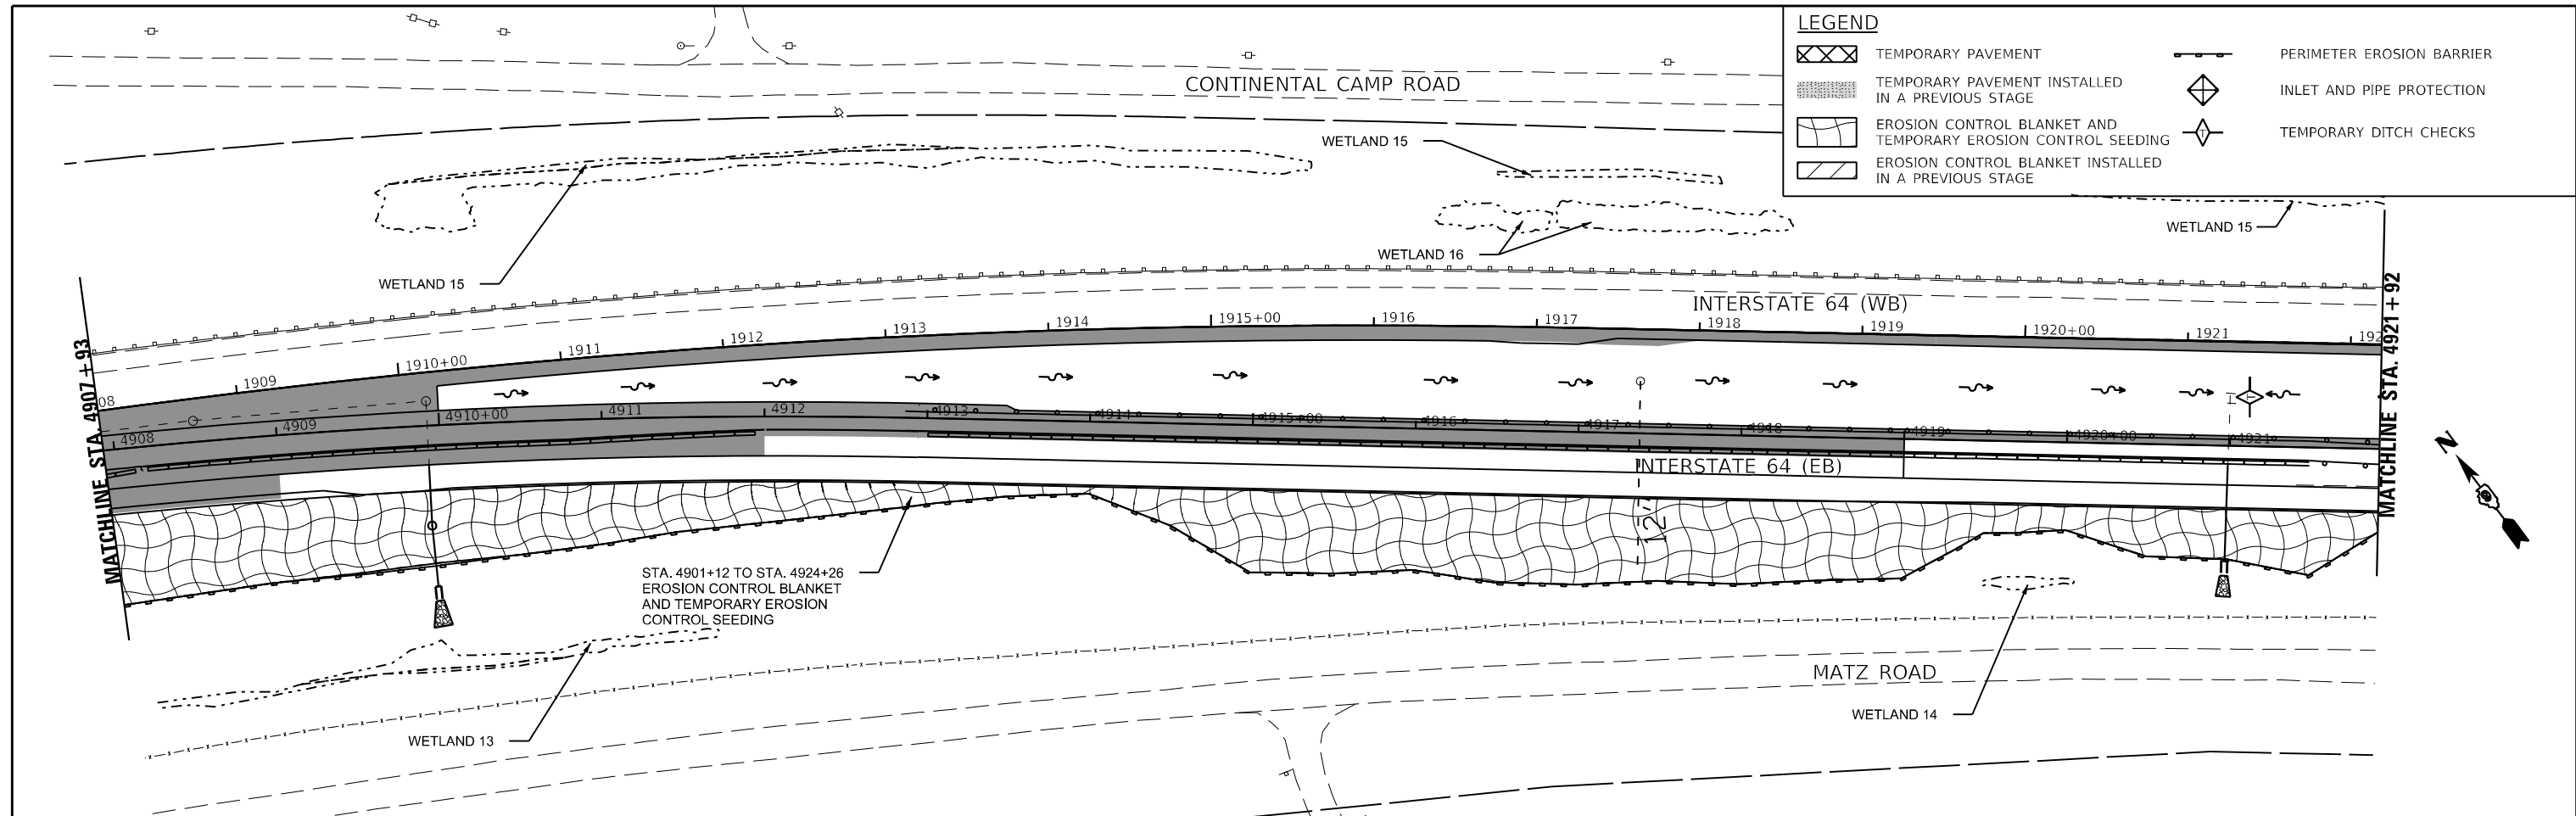 LEGEND
TEMPORARY PAVEMENT
TEMPORARY PAVEMENT INSTALLED
IN A PREVIOUS STAGE
EROSION CONTROL BLANKET AND
TEMPORARY EROSION CONTROL SEEDING
EROSION CONTROL BLANKET INSTALLED
IN A PREVIOUS STAGE
PERIMETER EROSION BARRIER
INLET AND PIPE PROTECTION
T
TEMPORARY DITCH CHECKS
CONTINENTAL CAMP ROAD
WETLAND 15
WETLAND 15
WETLAND 16
WETLAND 15
INTERSTATE 64 (WB)
MATCHLINE STA. 4907+93
08
1909
1910+00
1911
1912
1913
1914
1915+00
1916
1917
1918
1919
1920+00
1921
192
MATCHLINE STA. 4921+92
T
4908
4909
4910+00
4911
4912
4913
4914
4915+00
4916
4917
4918
4919
4920+00
4921
INTERSTATE 64 (EB)
12"
N
STA. 4901+12 TO STA. 4924+26
EROSION CONTROL BLANKET
AND TEMPORARY EROSION
CONTROL SEEDING
MATZ ROAD
WETLAND 14
WETLAND 13